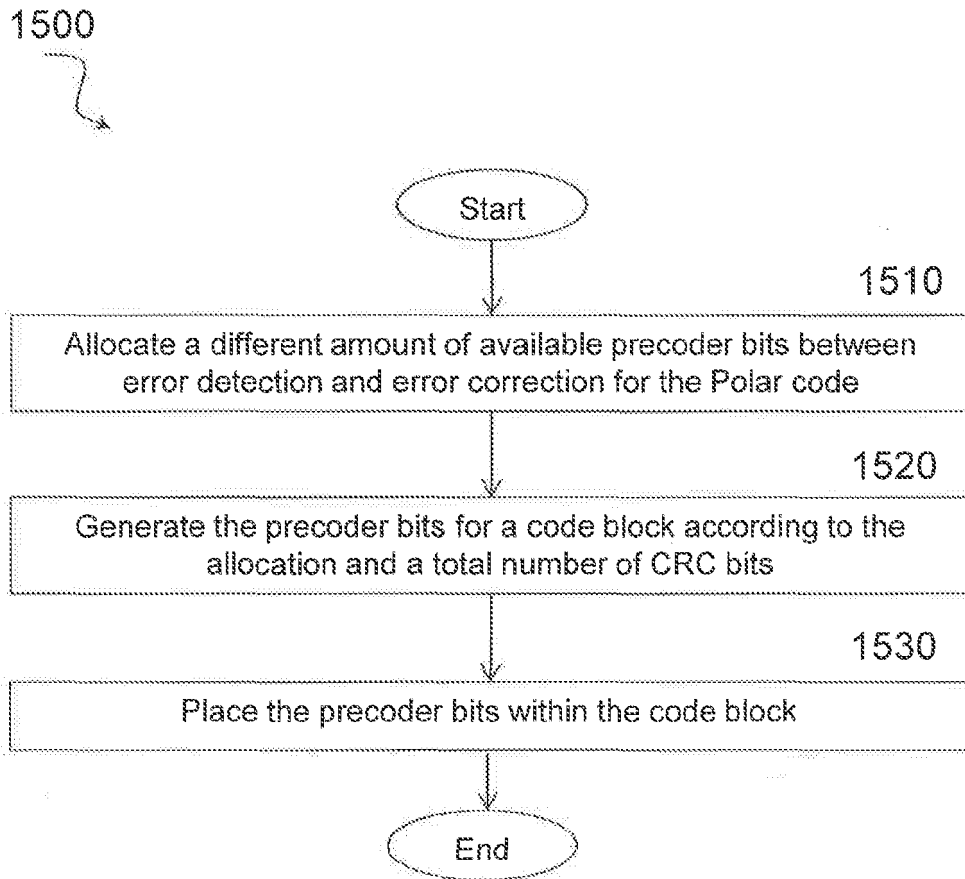 1500
Start
1510
Allocate a different amount of available precoder bits between
error detection and error correction for the Polar code
1520
Generate the precoder bits for a code block according to the
allocation and a total number of CRC bits
1530
Place the precoder bits within the code block
End